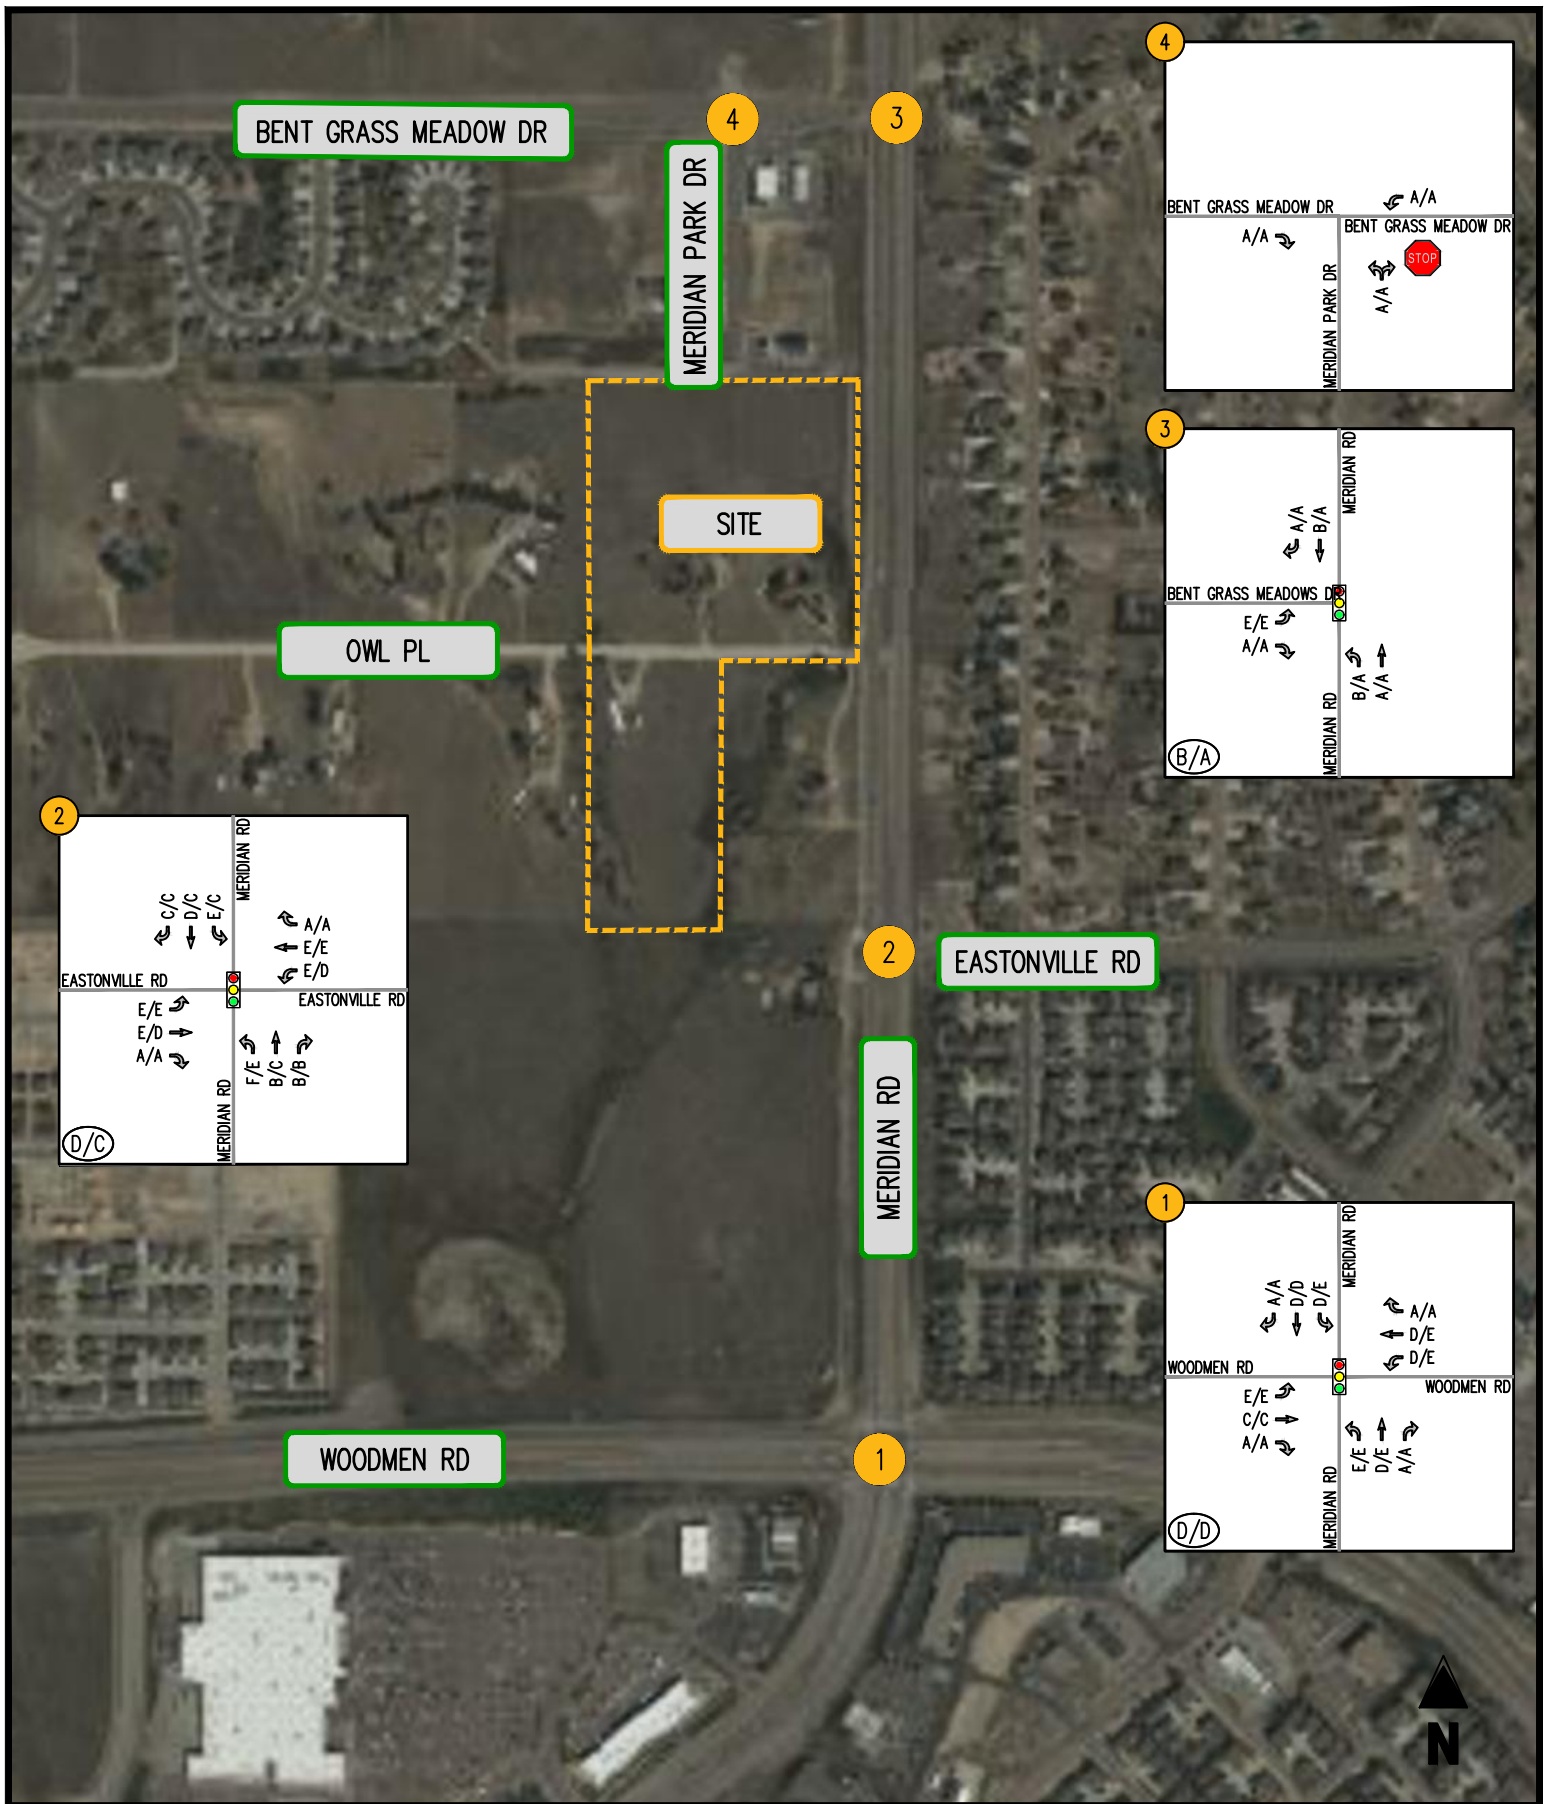 BENT GRASS MEADOW DR
4
3
MERIDIAN PARK DR
SITE
OWL PL
2
EASTONVILLE RD
MERIDIAN RD
WOODMEN RD
1
N
4
BENT GRASS MEADOW DR
A/A
BENT GRASS MEADOW DR
A/A
STOP
A/A
MERIDIAN PARK DR
3
MERIDIAN RD
A/A
B/A
BENT GRASS MEADOWS DR
E/E
A/A
B/A
A/A
MERIDIAN RD
B/A
2
MERIDIAN RD
C/C
D/C
E/C
A/A
E/E
E/D
EASTONVILLE RD
EASTONVILLE RD
E/E
E/D
A/A
F/E
B/C
B/B
MERIDIAN RD
D/C
1
MERIDIAN RD
A/A
D/D
D/E
A/A
D/E
D/E
WOODMEN RD
WOODMEN RD
E/E
C/C
A/A
E/E
D/E
A/A
MERIDIAN RD
D/D